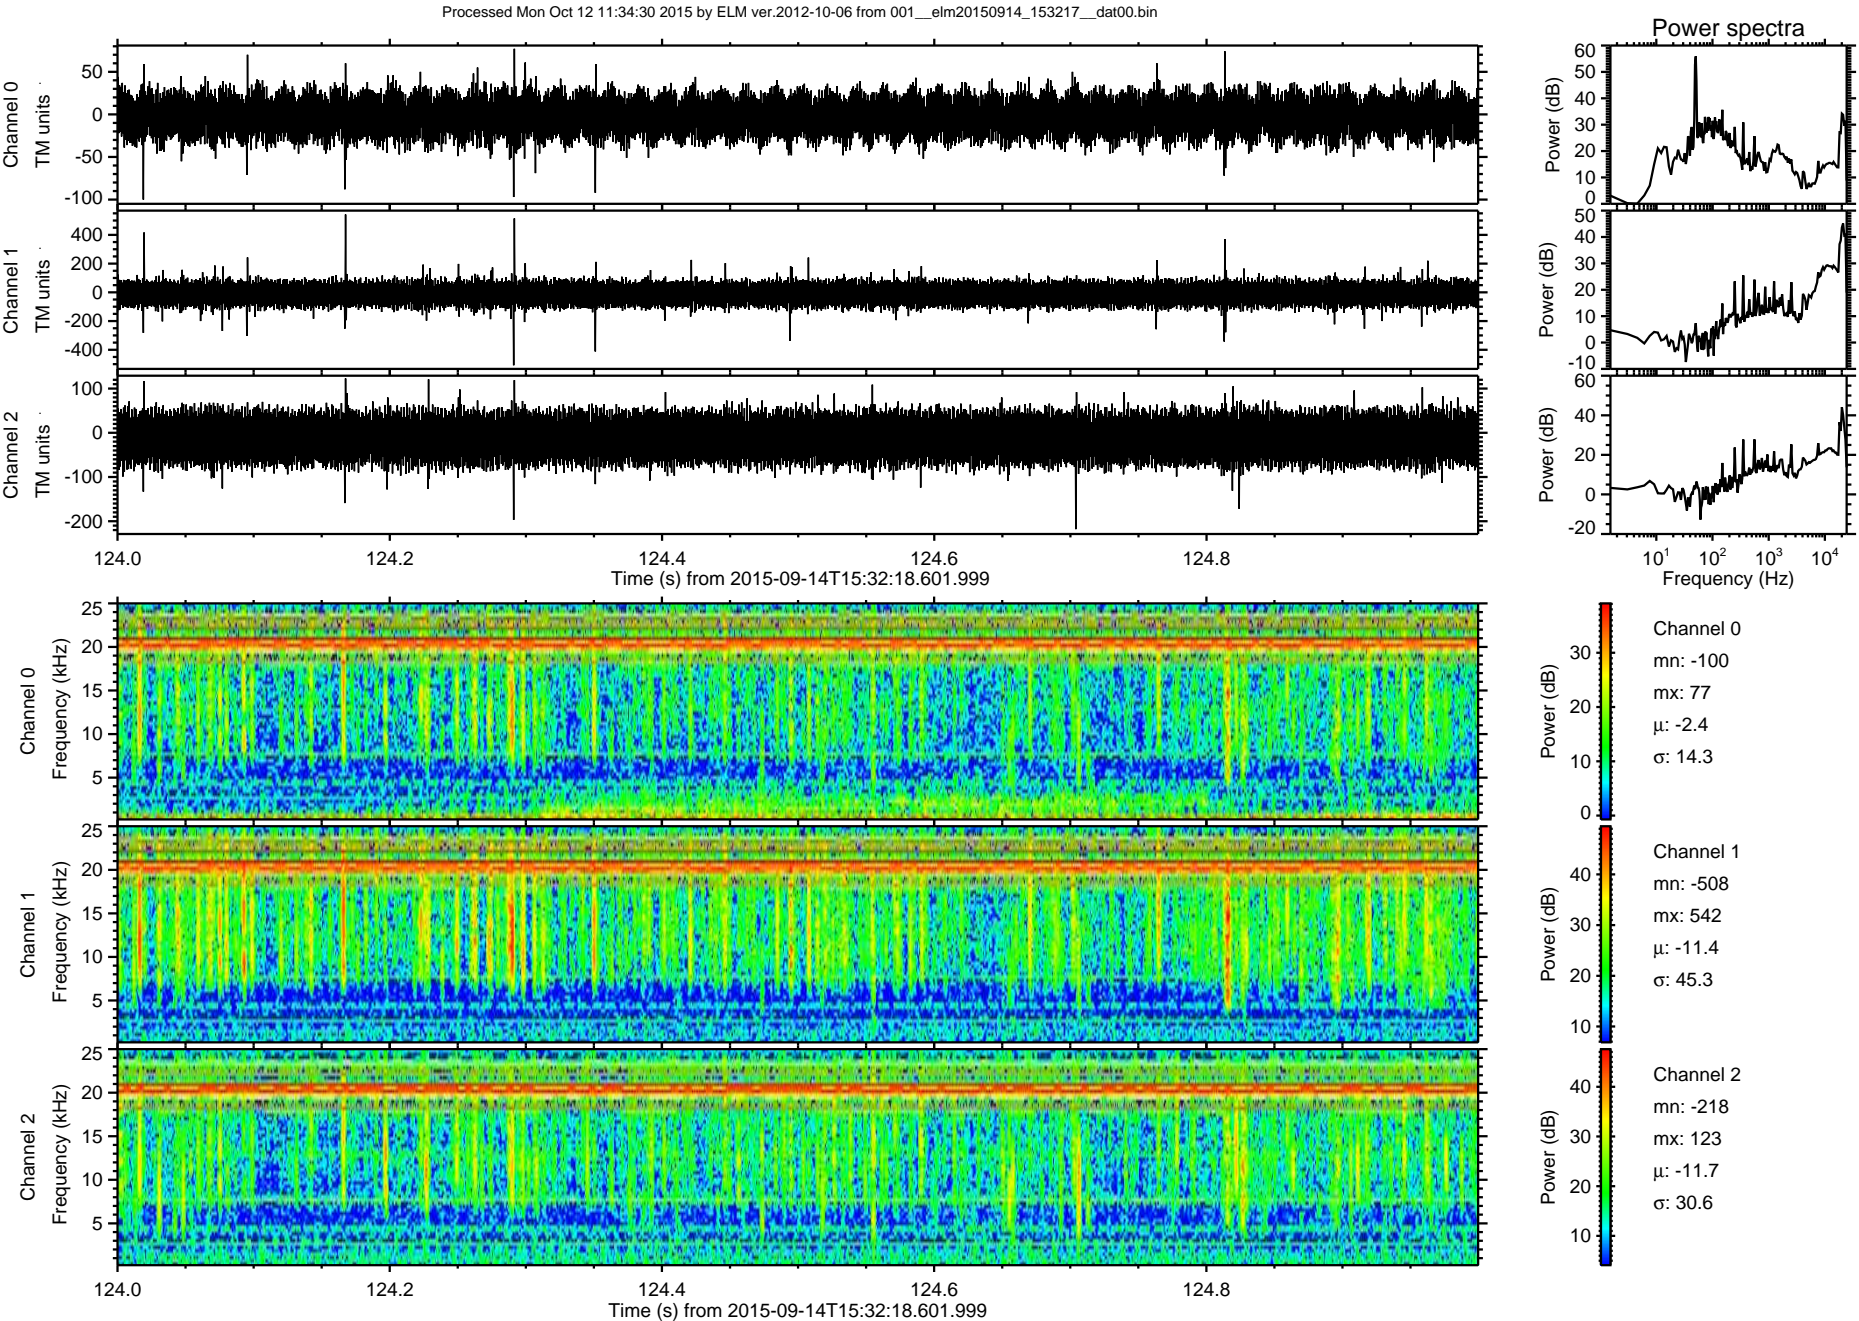 Processed Mon Oct 12 11:34:30 2015 by ELM ver.2012-10-06 from 001__elm20150914_153217__dat00.bin
Power spectra
Channel 0
TM units
50
0
-50
-100
Power (dB)
60
50
40
30
20
10
0
Channel 1
TM units
400
200
0
-200
-400
Power (dB)
50
40
30
20
10
0
-10
Channel 2
TM units
100
0
-100
-200
Power (dB)
60
40
20
0
-20
124.0 124.2 124.4 124.6 124.8
Time (s) from 2015-09-14T15:32:18.601.999
10¹ 10² 10³ 10⁴
Frequency (Hz)
Channel 0
Frequency (kHz)
25
20
15
10
5
Power (dB)
30
20
10
0
Channel 0
mn: -100
mx: 77
µ: -2.4
σ: 14.3
Channel 1
Frequency (kHz)
25
20
15
10
5
Power (dB)
40
30
20
10
Channel 1
mn: -508
mx: 542
µ: -11.4
σ: 45.3
Channel 2
Frequency (kHz)
25
20
15
10
5
Power (dB)
40
30
20
10
Channel 2
mn: -218
mx: 123
µ: -11.7
σ: 30.6
124.0 124.2 124.4 124.6 124.8
Time (s) from 2015-09-14T15:32:18.601.999